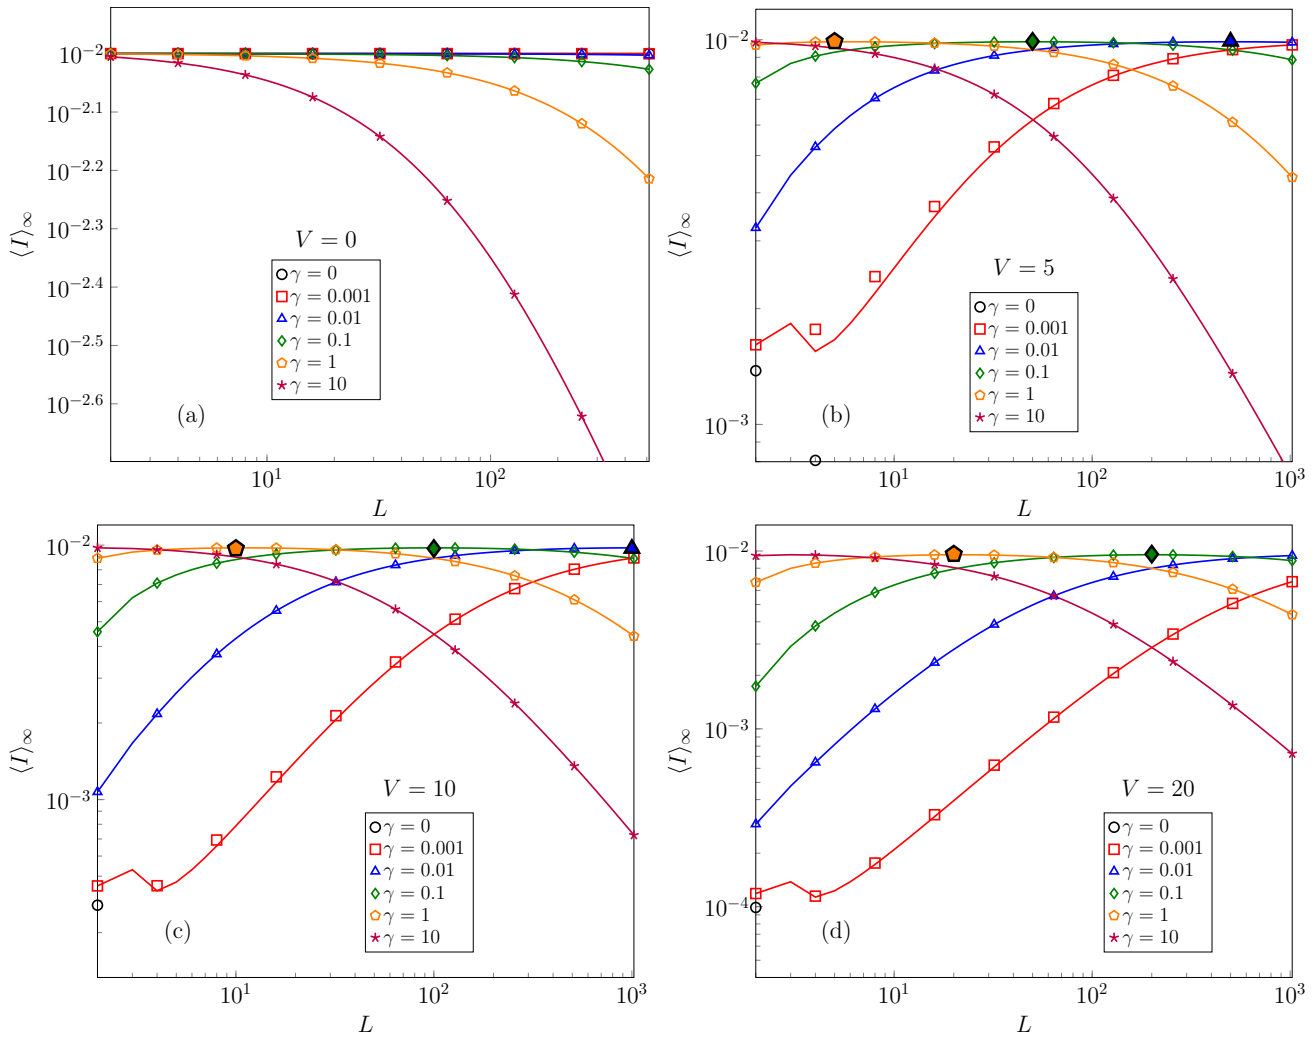 10^−2
10^−2.1
10^−2.2
10^−2.3
10^−2.4
10^−2.5
10^−2.6
⟨I⟩∞
V = 0
γ = 0
γ = 0.001
γ = 0.01
γ = 0.1
γ = 1
γ = 10
(a)
10^1
10^2
L
10^−2
10^−3
⟨I⟩∞
V = 5
γ = 0
γ = 0.001
γ = 0.01
γ = 0.1
γ = 1
γ = 10
(b)
10^1
10^2
10^3
L
10^−2
10^−3
⟨I⟩∞
V = 10
γ = 0
γ = 0.001
γ = 0.01
γ = 0.1
γ = 1
γ = 10
(c)
10^1
10^2
10^3
L
10^−2
10^−3
10^−4
⟨I⟩∞
V = 20
γ = 0
γ = 0.001
γ = 0.01
γ = 0.1
γ = 1
γ = 10
(d)
10^1
10^2
10^3
L